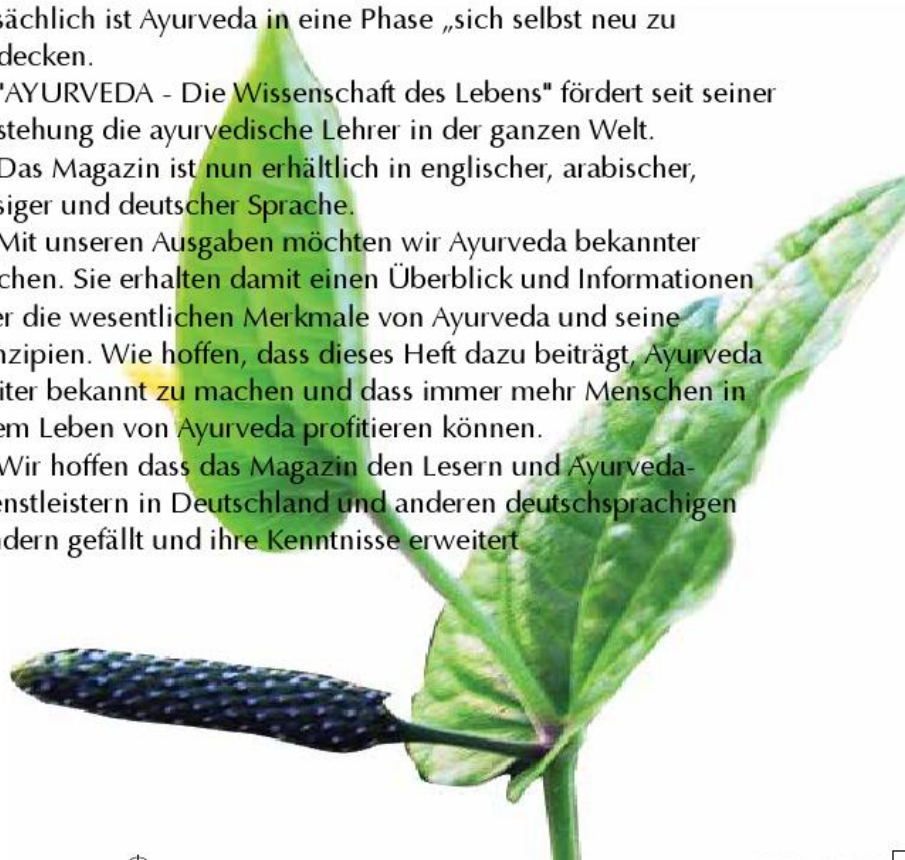 sächlich ist Ayurveda in eine Phase „sich selbst neu zu
decken.
"AYURVEDA - Die Wissenschaft des Lebens" fördert seit seiner
stehung die ayurvedische Lehrer in der ganzen Welt.
Das Magazin ist nun erhältlich in englischer, arabischer,
siger und deutscher Sprache.
Mit unseren Ausgaben möchten wir Ayurveda bekannter
chen. Sie erhalten damit einen Überblick und Informationen
er die wesentlichen Merkmale von Ayurveda und seine
nzipien. Wie hoffen, dass dieses Heft dazu beiträgt, Ayurveda
iter bekannt zu machen und dass immer mehr Menschen in
em Leben von Ayurveda profitieren können.
Wir hoffen dass das Magazin den Lesern und Ayurveda-
enstleistern in Deutschland und anderen deutschsprachigen
ndern gefällt und ihre Kenntnisse erweitert